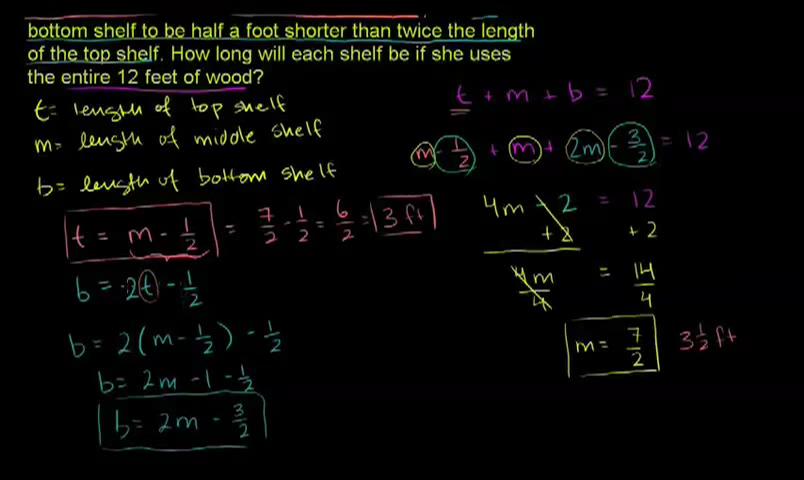 bottom shelf to be half a foot shorter than twice the length
of the top shelf. How long will each shelf be if she uses
the entire 12 feet of wood?
t= length of top shelf
m= length of middle shelf
b= length of bottom shelf
t = m - 1/2 = 7/2 - 1/2 = 6/2 = 3 ft
b = 2t - 1/2
b = 2(m - 1/2) - 1/2
b = 2m - 1 - 1/2
b = 2m - 3/2
t + m + b = 12
m - 1/2 + m + 2m - 3/2 = 12
4m - 2 = 12
+ 2 + 2
4m/4 = 14/4
m = 7/2 3 1/2 ft